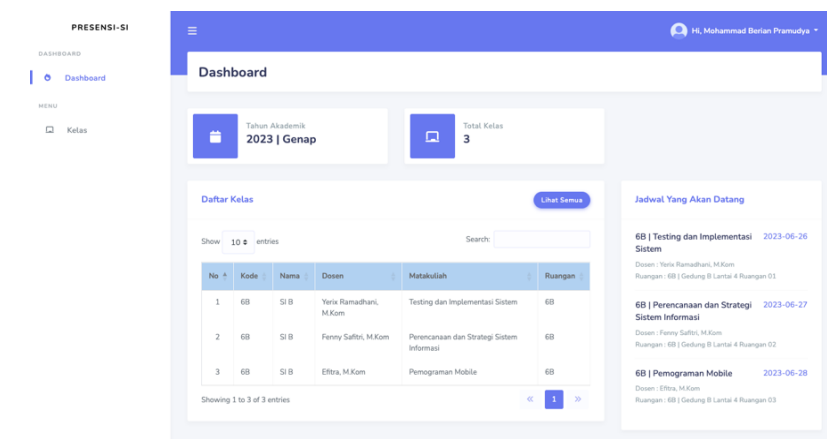 PRESENSI-SI
DASHBOARD
Dashboard
MENU
Kelas
Hi, Mohammad Berian Pramudya
Dashboard
Tahun Akademik
2023 | Genap
Total Kelas
3
Daftar Kelas
Lihat Semua
Show 10 entries
Search:
No Kode Nama Dosen Matakuliah Ruangan
1 6B SI B Yerix Ramadhani, M.Kom Testing dan Implementasi Sistem 6B
2 6B SI B Fenny Safitri, M.Kom Perencanaan dan Strategi Sistem Informasi 6B
3 6B SI B Efitra, M.Kom Pemograman Mobile 6B
Showing 1 to 3 of 3 entries
« 1 »
Jadwal Yang Akan Datang
6B | Testing dan Implementasi Sistem 2023-06-26
Dosen : Yerix Ramadhani, M.Kom
Ruangan : 6B | Gedung B Lantai 4 Ruangan 01
6B | Perencanaan dan Strategi Sistem Informasi 2023-06-27
Dosen : Fenny Safitri, M.Kom
Ruangan : 6B | Gedung B Lantai 4 Ruangan 02
6B | Pemograman Mobile 2023-06-28
Dosen : Efitra, M.Kom
Ruangan : 6B | Gedung B Lantai 4 Ruangan 03